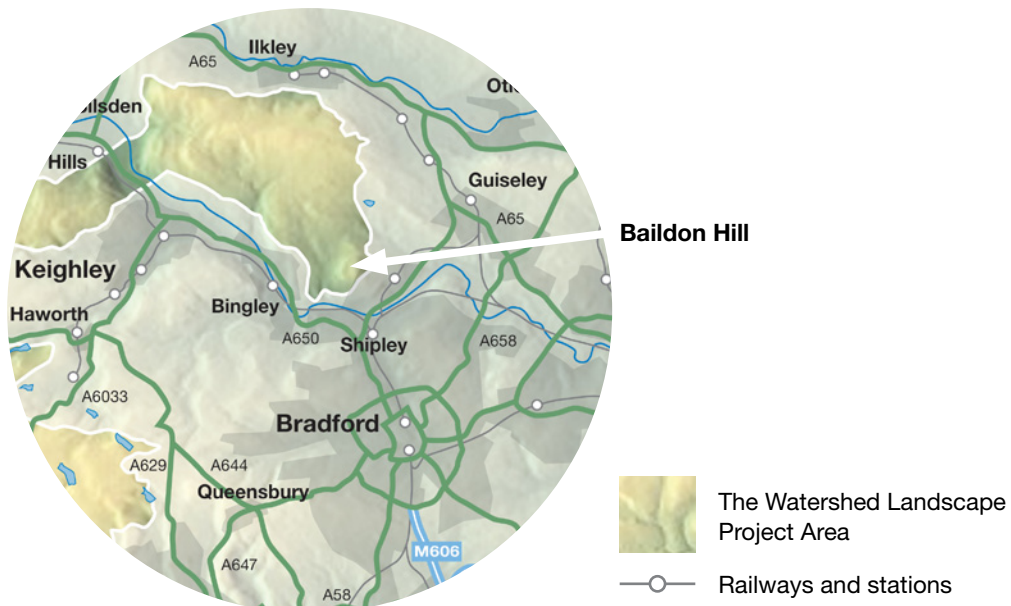 Ilkley
A65
Hills
Guiseley
A65
Baildon Hill
Keighley
Bingley
Haworth
A650
Shipley
A658
A6033
Bradford
A629
A644
Queensbury
The Watershed Landscape
Project Area
M606
A647
Railways and stations
A58